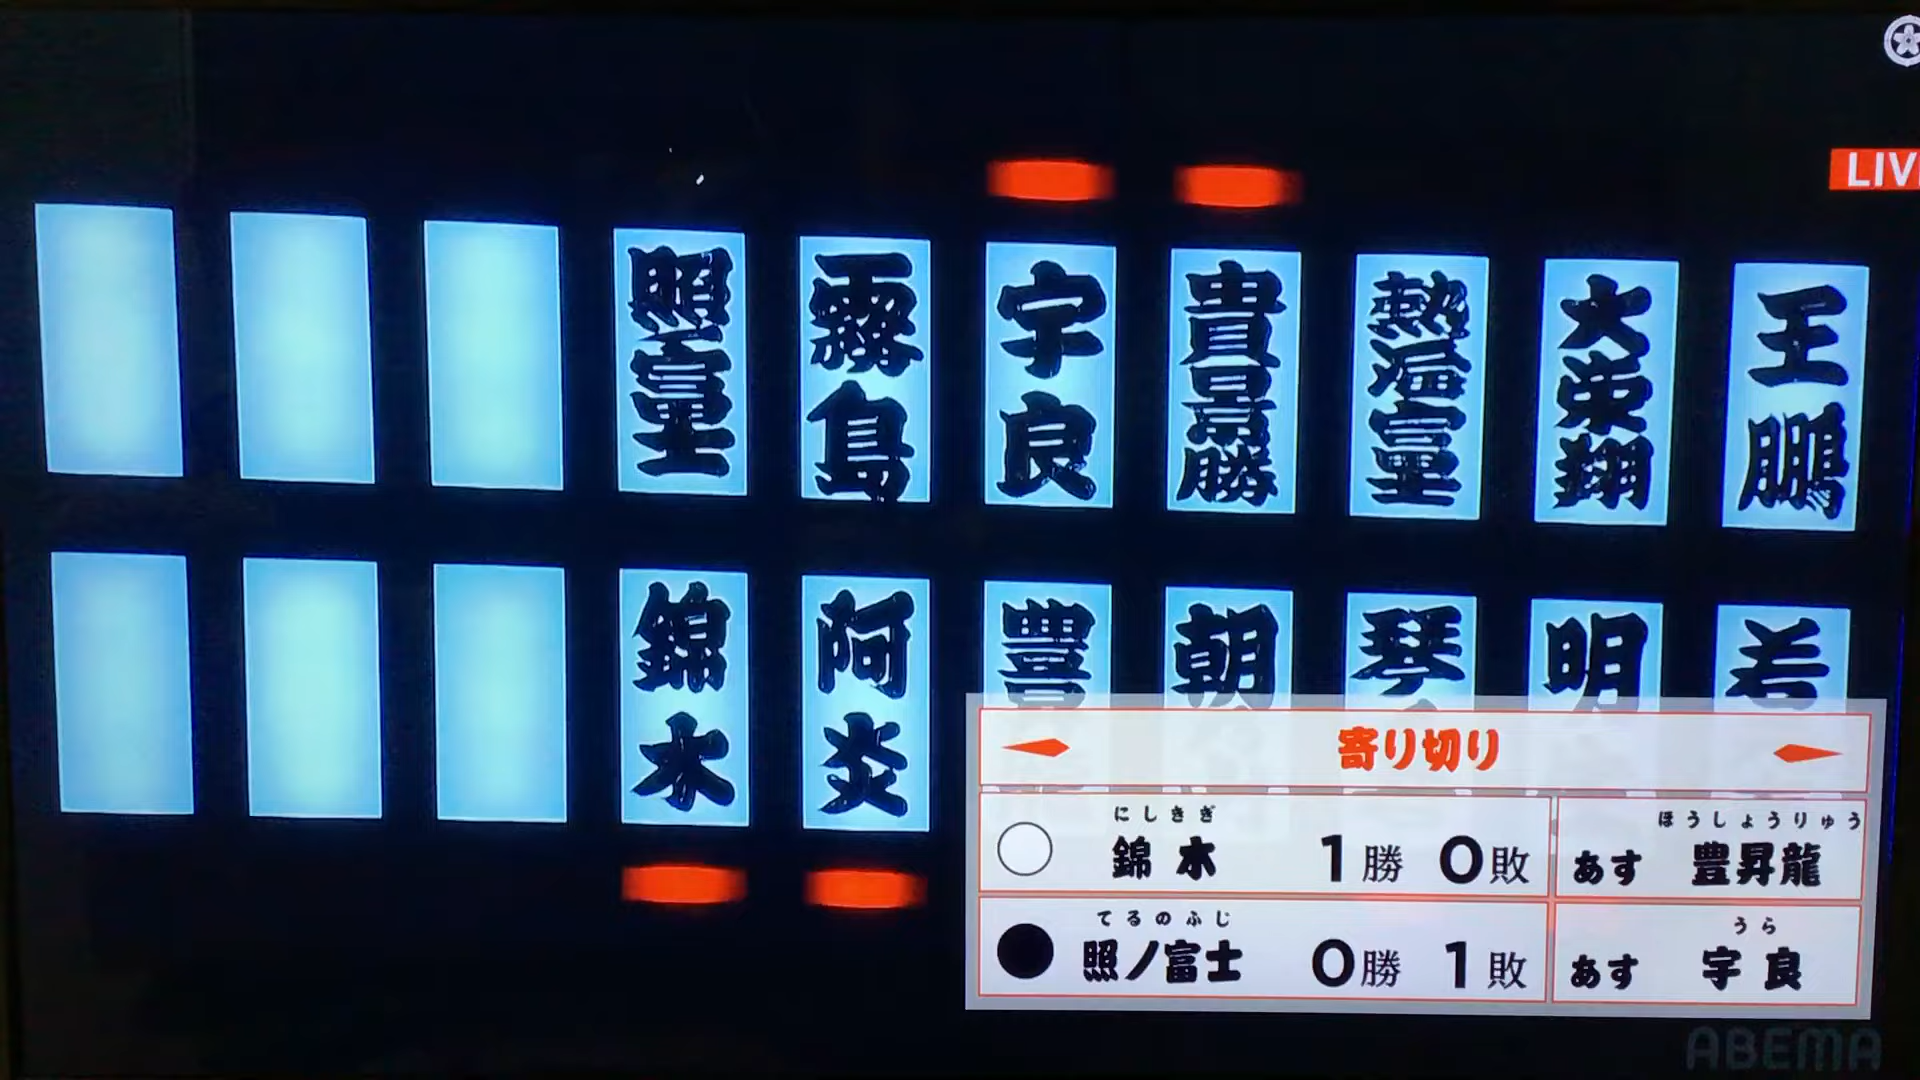 LIV
照ノ富士
霧島
宇良
貴景勝
熱海富士
大栄翔
王鵬
錦木
阿炎
豊
朝
琴
明
若
寄り切り
にしきぎ
錦木 1勝 0敗
ほうしょうりゅう
あす 豊昇龍
てるのふじ
照ノ富士 0勝 1敗
うら
あす 宇良
ABEMA